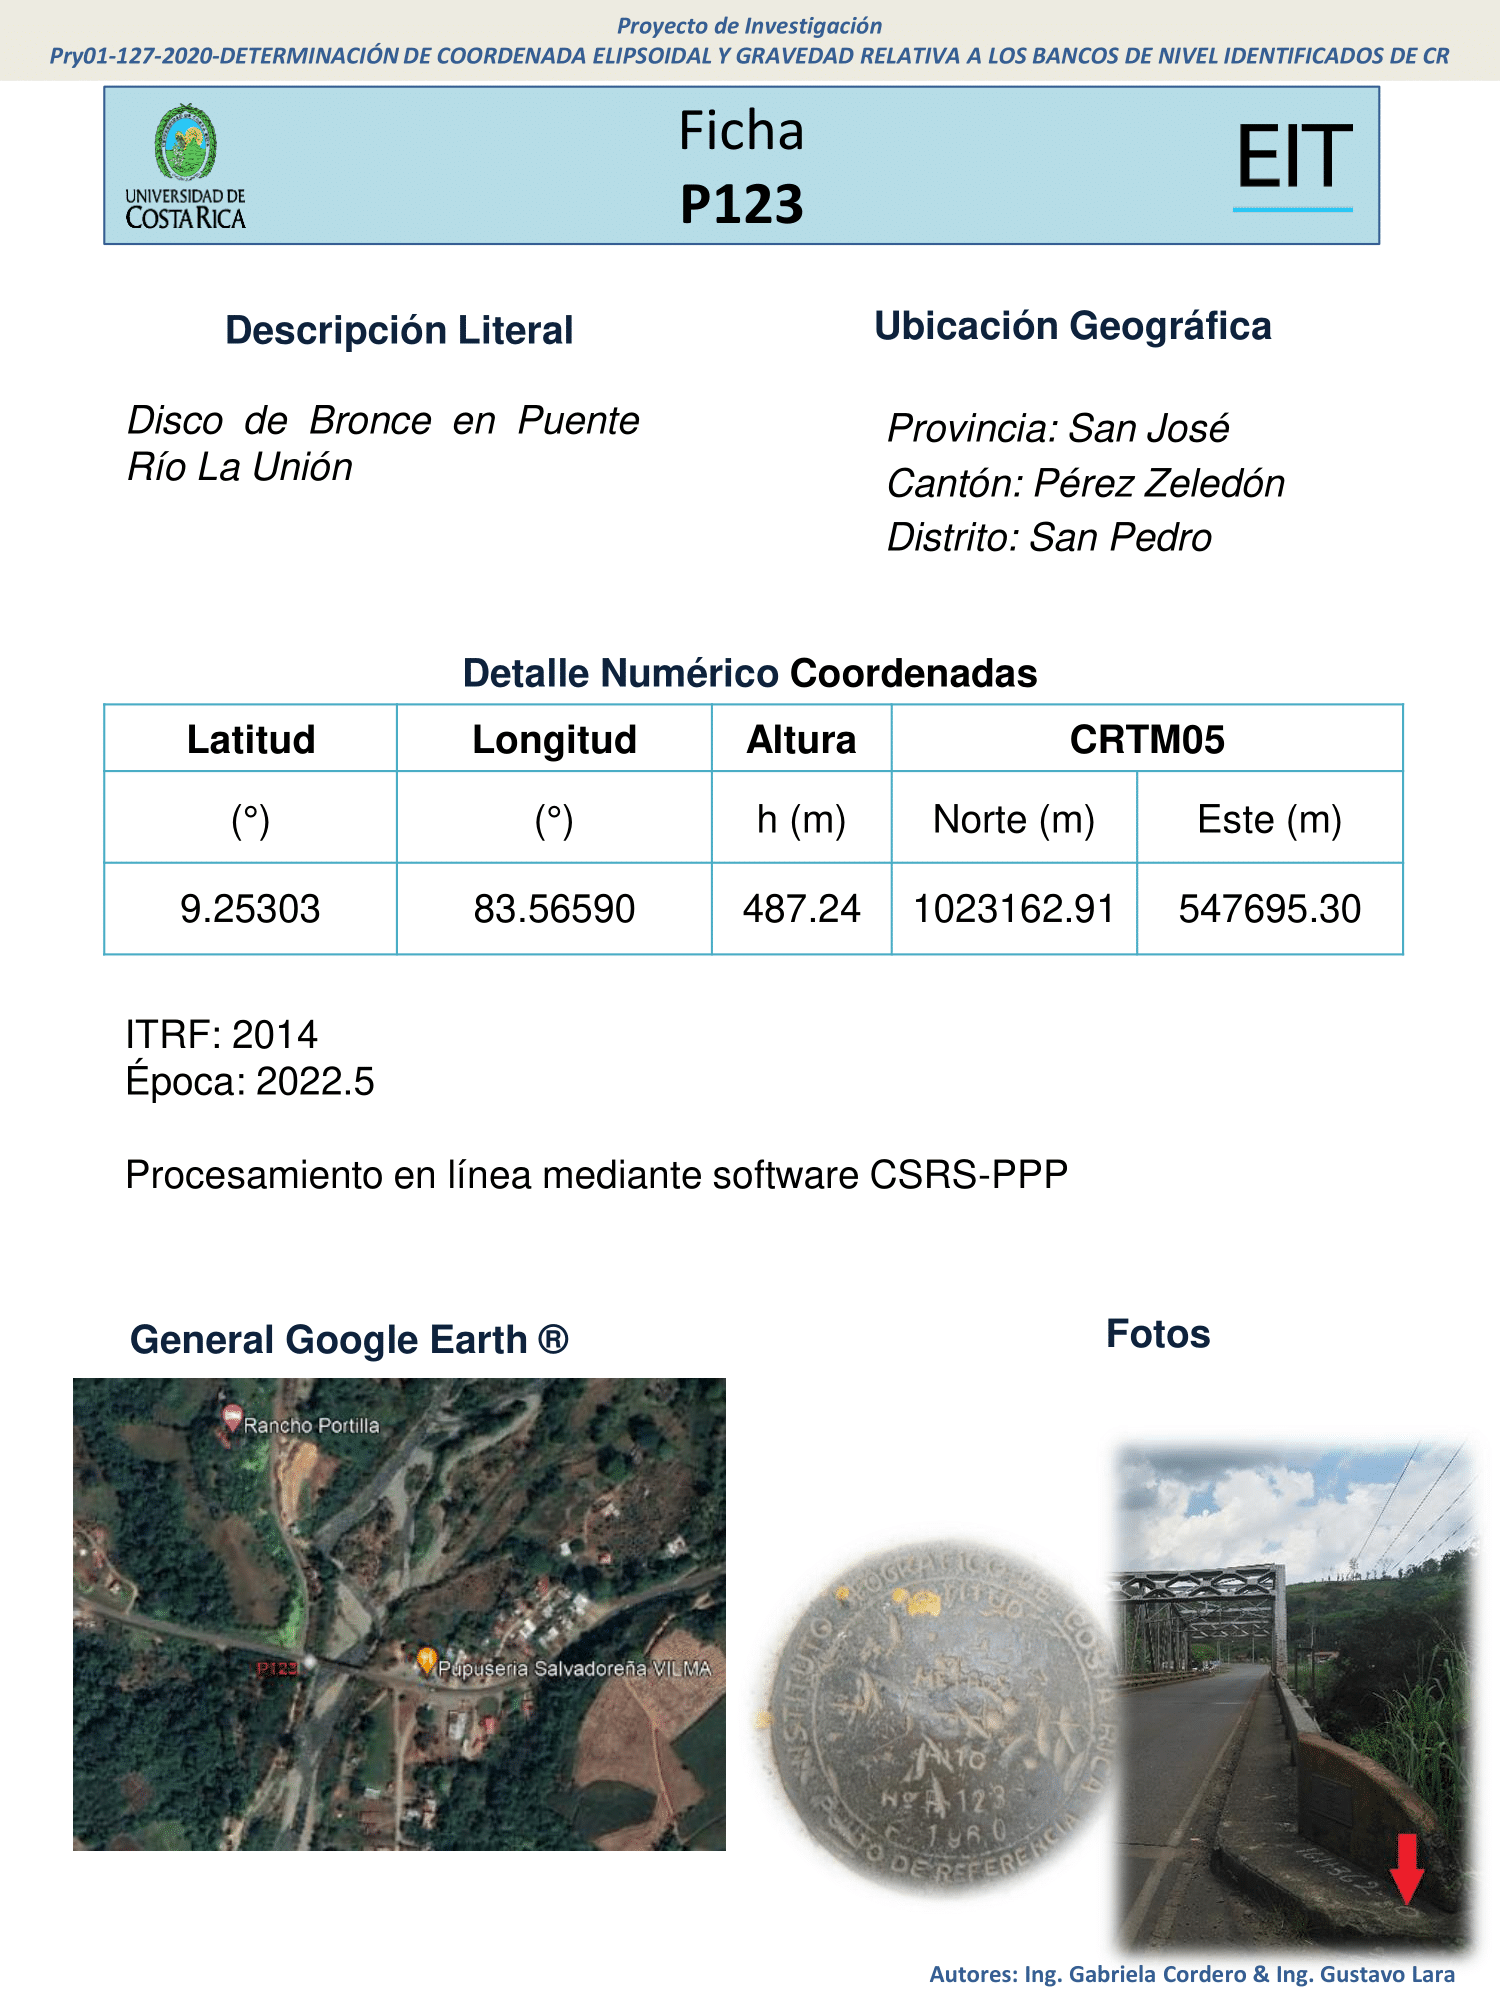 Proyecto de Investigación
Pry01-127-2020-DETERMINACIÓN DE COORDENADA ELIPSOIDAL Y GRAVEDAD RELATIVA A LOS BANCOS DE NIVEL IDENTIFICADOS DE CR
UNIVERSIDAD DE
COSTA RICA
Ficha
P123
EIT
Descripción Literal
Disco de Bronce en Puente
Río La Unión
Ubicación Geográfica
Provincia: San José
Cantón: Pérez Zeledón
Distrito: San Pedro
Detalle Numérico Coordenadas
Latitud Longitud Altura CRTM05
(°) (°) h (m) Norte (m) Este (m)
9.25303 83.56590 487.24 1023162.91 547695.30
ITRF: 2014
Época: 2022.5
Procesamiento en línea mediante software CSRS-PPP
General Google Earth ®
Rancho Portilla
P123
Pupuseria Salvadoreña VILMA
Fotos
INSTITUTO GEOGRAFICO DE COSTA RICA
123
PUNTO DE REFERENCIA
Autores: Ing. Gabriela Cordero & Ing. Gustavo Lara